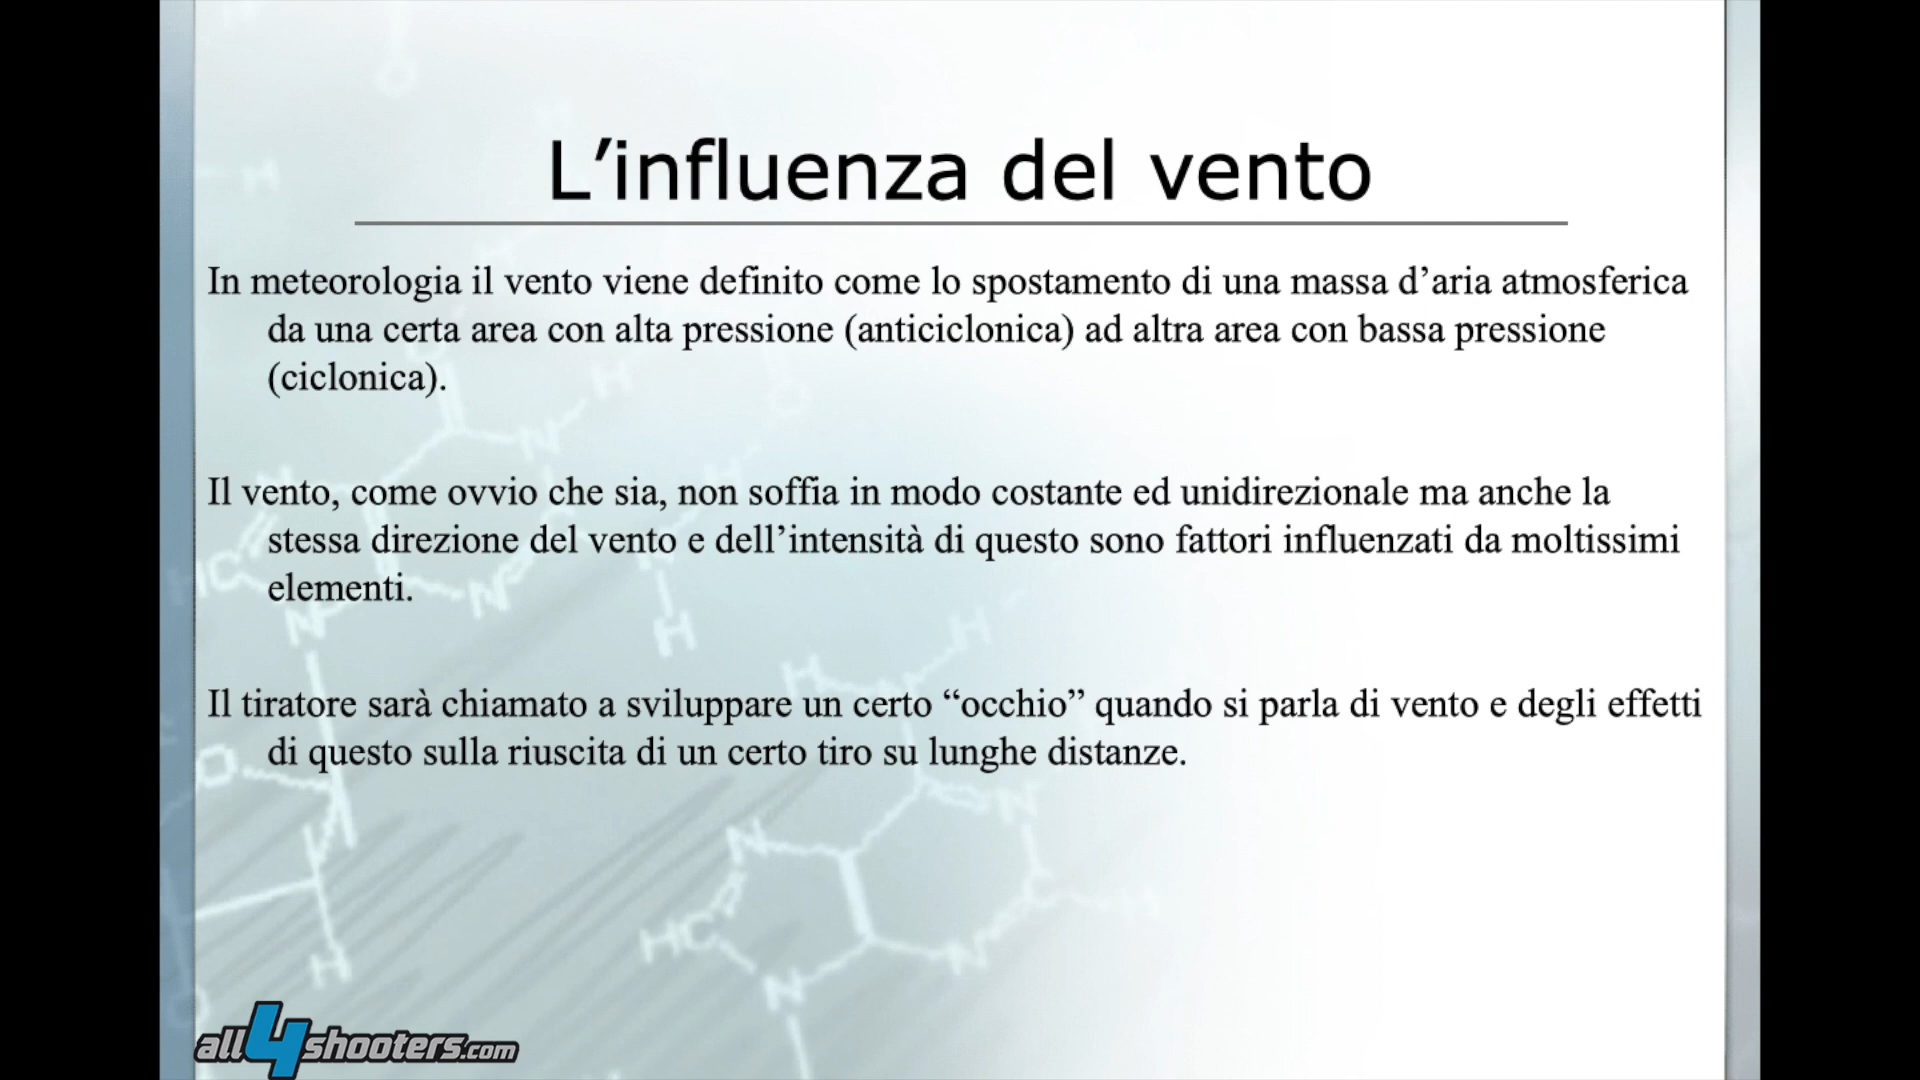 L’influenza del vento
In meteorologia il vento viene definito come lo spostamento di una massa d’aria atmosferica
da una certa area con alta pressione (anticiclonica) ad altra area con bassa pressione
(ciclonica).
Il vento, come ovvio che sia, non soffia in modo costante ed unidirezionale ma anche la
stessa direzione del vento e dell’intensità di questo sono fattori influenzati da moltissimi
elementi.
Il tiratore sarà chiamato a sviluppare un certo “occhio” quando si parla di vento e degli effetti
di questo sulla riuscita di un certo tiro su lunghe distanze.
all4shooters.com